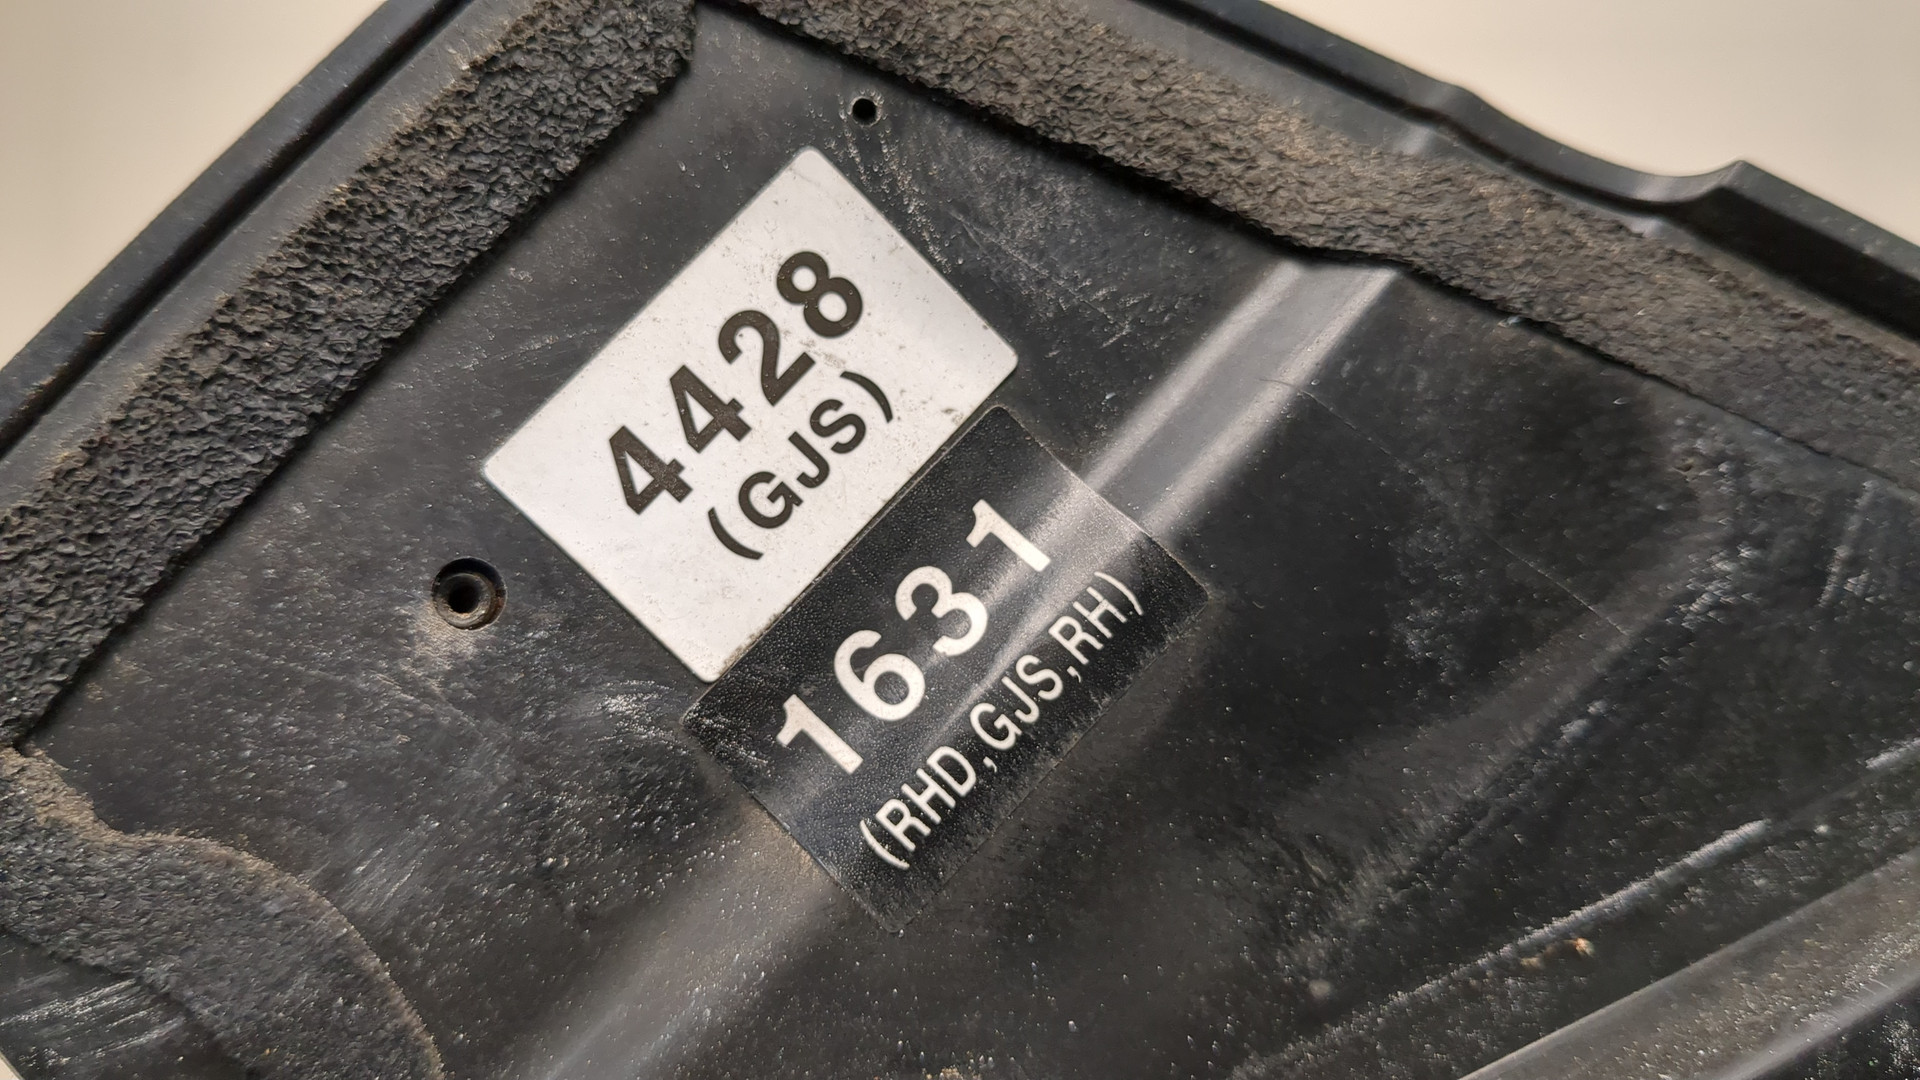 4428
(GJS)
1631
(RHD,GJS,RH)